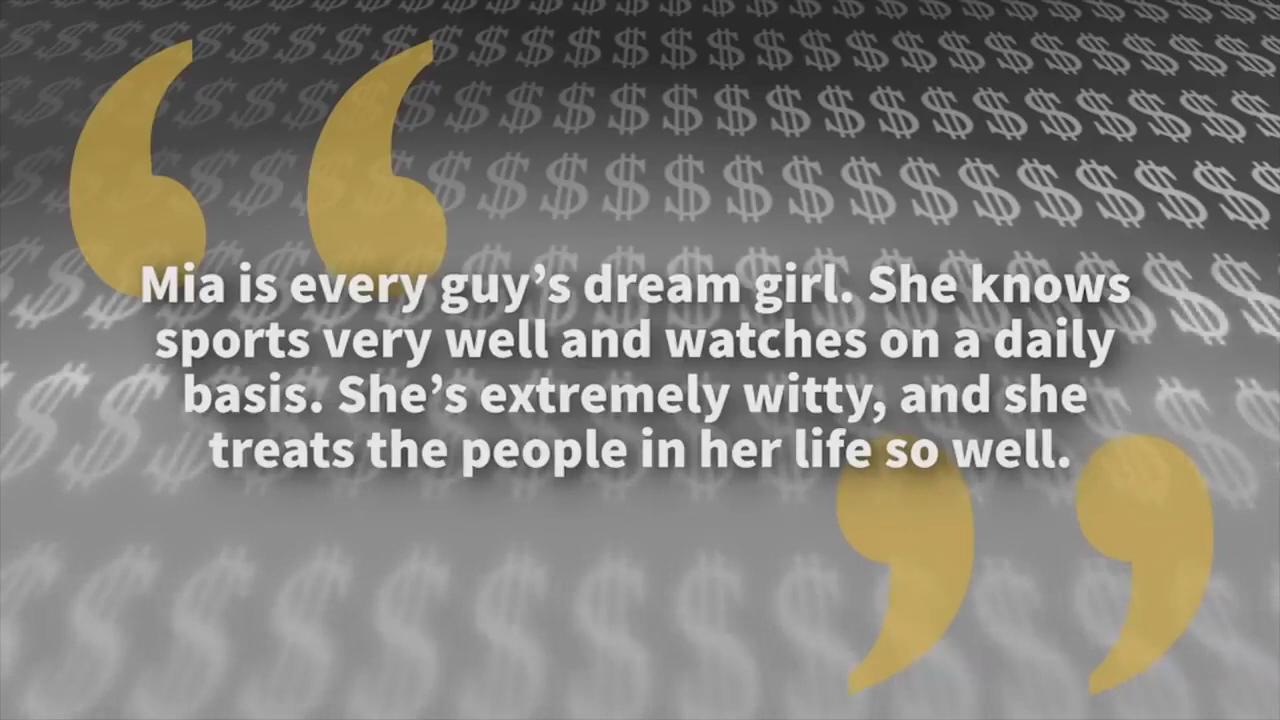 Mia is every guy’s dream girl. She knows
sports very well and watches on a daily
basis. She’s extremely witty, and she
treats the people in her life so well.